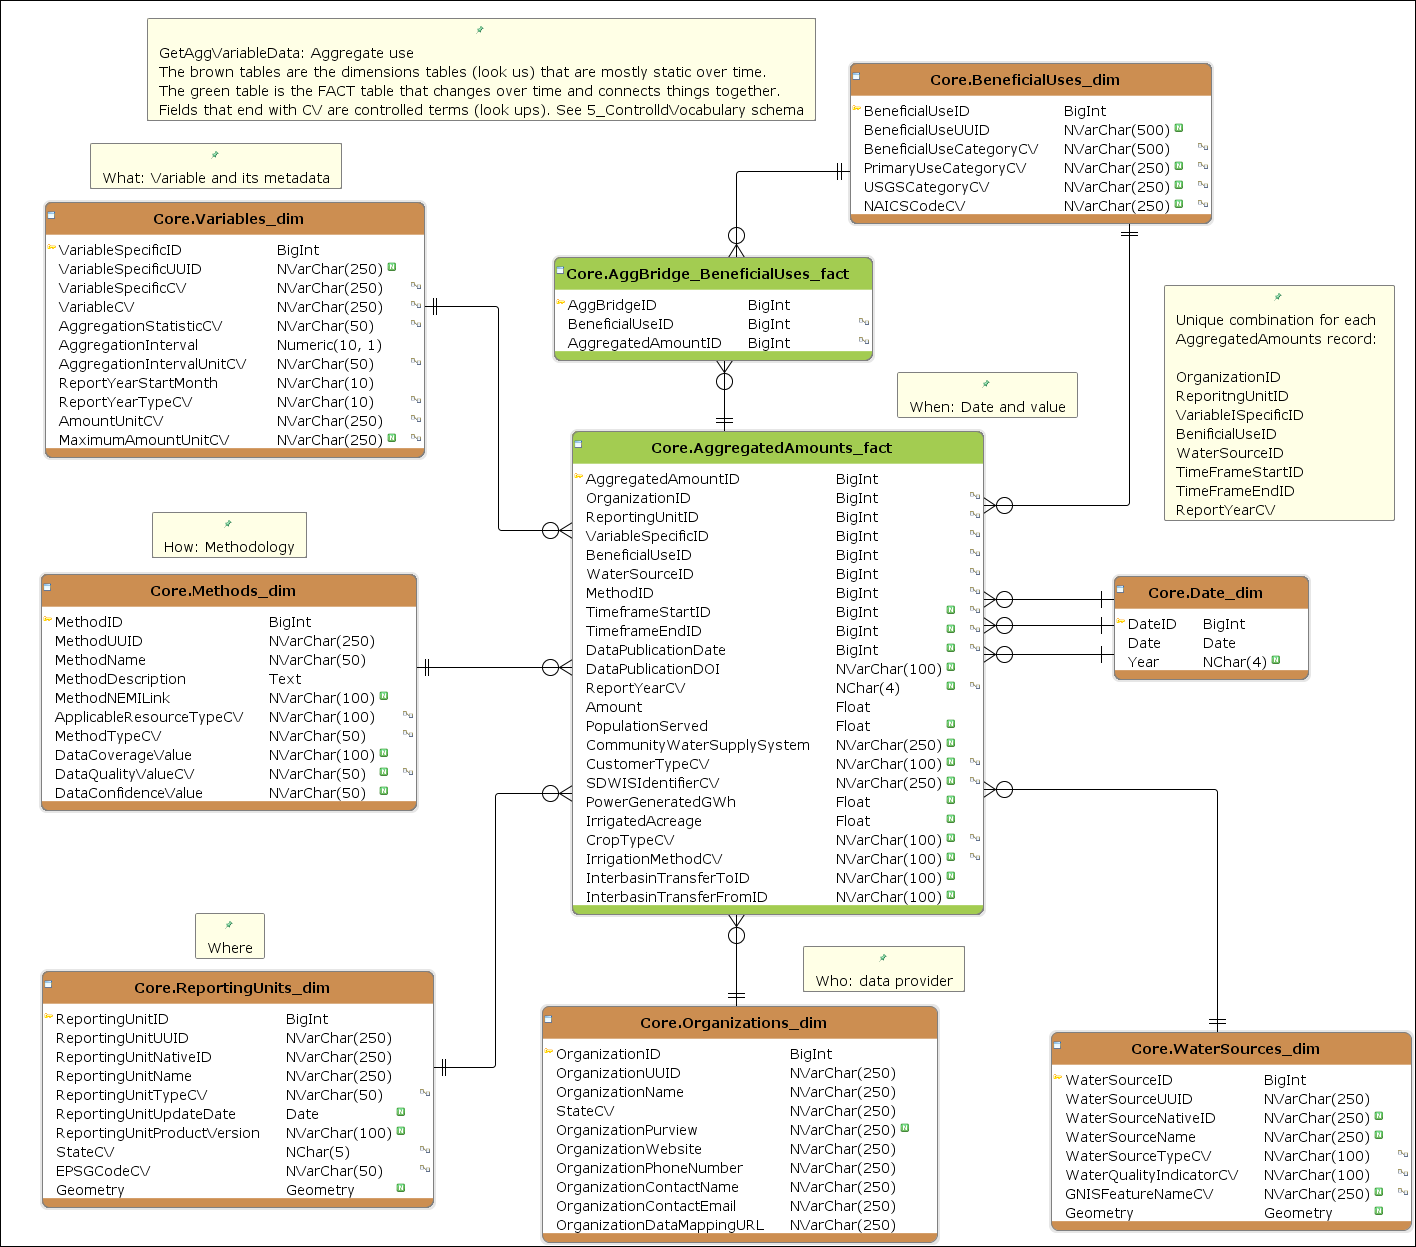 GetAggVariableData: Aggregate use
The brown tables are the dimensions tables (look us) that are mostly static over time.
The green table is the FACT table that changes over time and connects things together.
Fields that end with CV are controlled terms (look ups). See 5_ControlldVocabulary schema
Core.BeneficialUses_dim
BeneficialUseID BigInt
BeneficialUseUUID NVarChar(500) N
BeneficialUseCategoryCV NVarChar(500)
PrimaryUseCategoryCV NVarChar(250) N
USGSCategoryCV NVarChar(250) N
NAICSCodeCV NVarChar(250) N
What: Variable and its metadata
Core.Variables_dim
VariableSpecificID BigInt
VariableSpecificUUID NVarChar(250) N
VariableSpecificCV NVarChar(250)
VariableCV NVarChar(250)
AggregationStatisticCV NVarChar(50)
AggregationInterval Numeric(10, 1)
AggregationIntervalUnitCV NVarChar(50)
ReportYearStartMonth NVarChar(10)
ReportYearTypeCV NVarChar(10)
AmountUnitCV NVarChar(250)
MaximumAmountUnitCV NVarChar(250) N
Core.AggBridge_BeneficialUses_fact
AggBridgeID BigInt
BeneficialUseID BigInt
AggregatedAmountID BigInt
Unique combination for each
AggregatedAmounts record:
OrganizationID
ReporitngUnitID
VariableISpecificID
BenificialUseID
WaterSourceID
TimeFrameStartID
TimeFrameEndID
ReportYearCV
When: Date and value
Core.AggregatedAmounts_fact
AggregatedAmountID BigInt
OrganizationID BigInt
ReportingUnitID BigInt
VariableSpecificID BigInt
BeneficialUseID BigInt
WaterSourceID BigInt
MethodID BigInt
TimeframeStartID BigInt N
TimeframeEndID BigInt N
DataPublicationDate BigInt N
DataPublicationDOI NVarChar(100) N
ReportYearCV NChar(4) N
Amount Float
PopulationServed Float N
CommunityWaterSupplySystem NVarChar(250) N
CustomerTypeCV NVarChar(100) N
SDWISIdentifierCV NVarChar(250) N
PowerGeneratedGWh Float N
IrrigatedAcreage Float N
CropTypeCV NVarChar(100) N
IrrigationMethodCV NVarChar(100) N
InterbasinTransferToID NVarChar(100) N
InterbasinTransferFromID NVarChar(100) N
How: Methodology
Core.Methods_dim
MethodID BigInt
MethodUUID NVarChar(250)
MethodName NVarChar(50)
MethodDescription Text
MethodNEMILink NVarChar(100) N
ApplicableResourceTypeCV NVarChar(100)
MethodTypeCV NVarChar(50)
DataCoverageValue NVarChar(100) N
DataQualityValueCV NVarChar(50) N
DataConfidenceValue NVarChar(50) N
Core.Date_dim
DateID BigInt
Date Date
Year NChar(4) N
Where
Core.ReportingUnits_dim
ReportingUnitID BigInt
ReportingUnitUUID NVarChar(250)
ReportingUnitNativeID NVarChar(250)
ReportingUnitName NVarChar(250)
ReportingUnitTypeCV NVarChar(50)
ReportingUnitUpdateDate Date N
ReportingUnitProductVersion NVarChar(100) N
StateCV NChar(5)
EPSGCodeCV NVarChar(50)
Geometry Geometry N
Who: data provider
Core.Organizations_dim
OrganizationID BigInt
OrganizationUUID NVarChar(250)
OrganizationName NVarChar(250)
StateCV NVarChar(250)
OrganizationPurview NVarChar(250) N
OrganizationWebsite NVarChar(250)
OrganizationPhoneNumber NVarChar(250)
OrganizationContactName NVarChar(250)
OrganizationContactEmail NVarChar(250)
OrganizationDataMappingURL NVarChar(250)
Core.WaterSources_dim
WaterSourceID BigInt
WaterSourceUUID NVarChar(250)
WaterSourceNativeID NVarChar(250) N
WaterSourceName NVarChar(250) N
WaterSourceTypeCV NVarChar(100)
WaterQualityIndicatorCV NVarChar(100)
GNISFeatureNameCV NVarChar(250) N
Geometry Geometry N